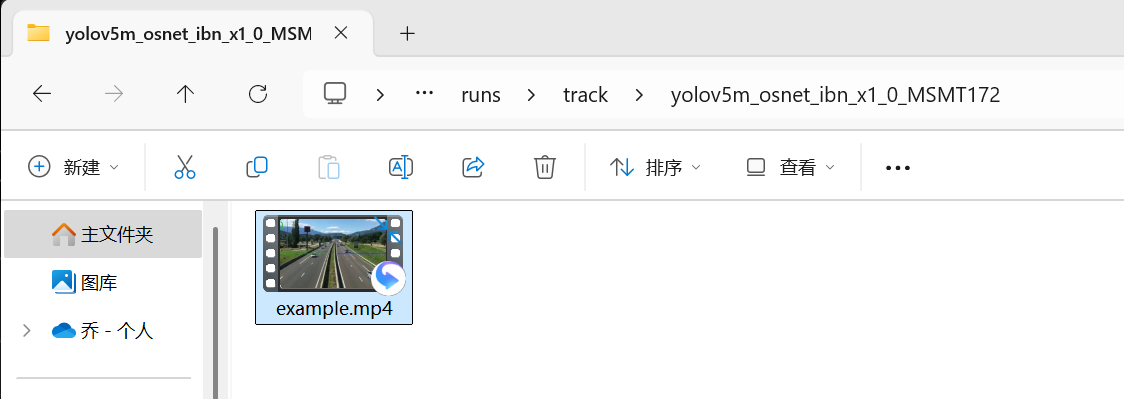 yolov5m_osnet_ibn_x1_0_MSM
runs
track
yolov5m_osnet_ibn_x1_0_MSMT172
新建
排序
查看
主文件夹
图库
乔 - 个人
example.mp4